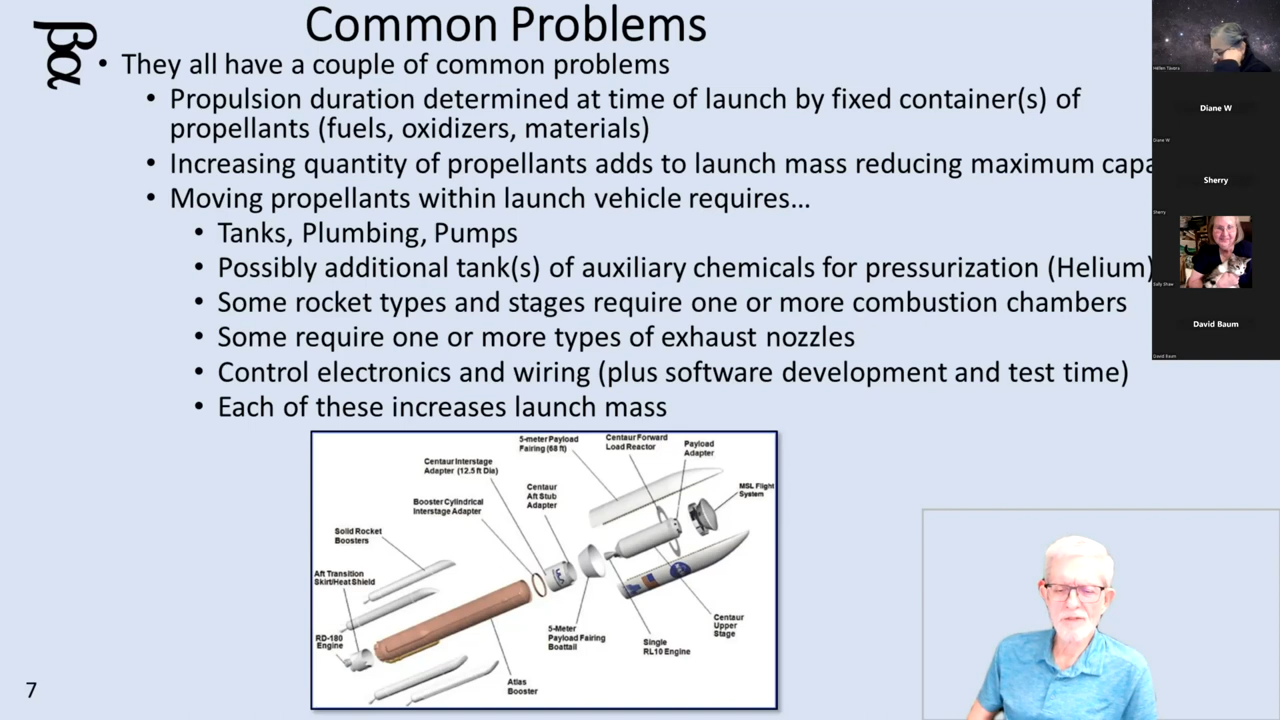 Common Problems
βα
• They all have a couple of common problems
• Propulsion duration determined at time of launch by fixed container(s) of
propellants (fuels, oxidizers, materials)
• Increasing quantity of propellants adds to launch mass reducing maximum capa
• Moving propellants within launch vehicle requires...
• Tanks, Plumbing, Pumps
• Possibly additional tank(s) of auxiliary chemicals for pressurization (Helium)
• Some rocket types and stages require one or more combustion chambers
• Some require one or more types of exhaust nozzles
• Control electronics and wiring (plus software development and test time)
• Each of these increases launch mass
5-meter Payload
Fairing (68 ft)
Centaur Forward
Load Reactor
Payload
Adapter
Centaur Interstage
Adapter (12.5 ft Dia)
Centaur
Aft Stub
Adapter
MSL Flight
System
Booster Cylindrical
Interstage Adapter
Solid Rocket
Boosters
Aft Transition
Skirt/Heat Shield
RD-180
Engine
5-Meter
Payload Fairing
Boattail
Single
RL10 Engine
Centaur
Upper
Stage
Atlas
Booster
7
Diane W
Diane W
Sherry
Sherry
Sally Shaw
David Baum
David Baum